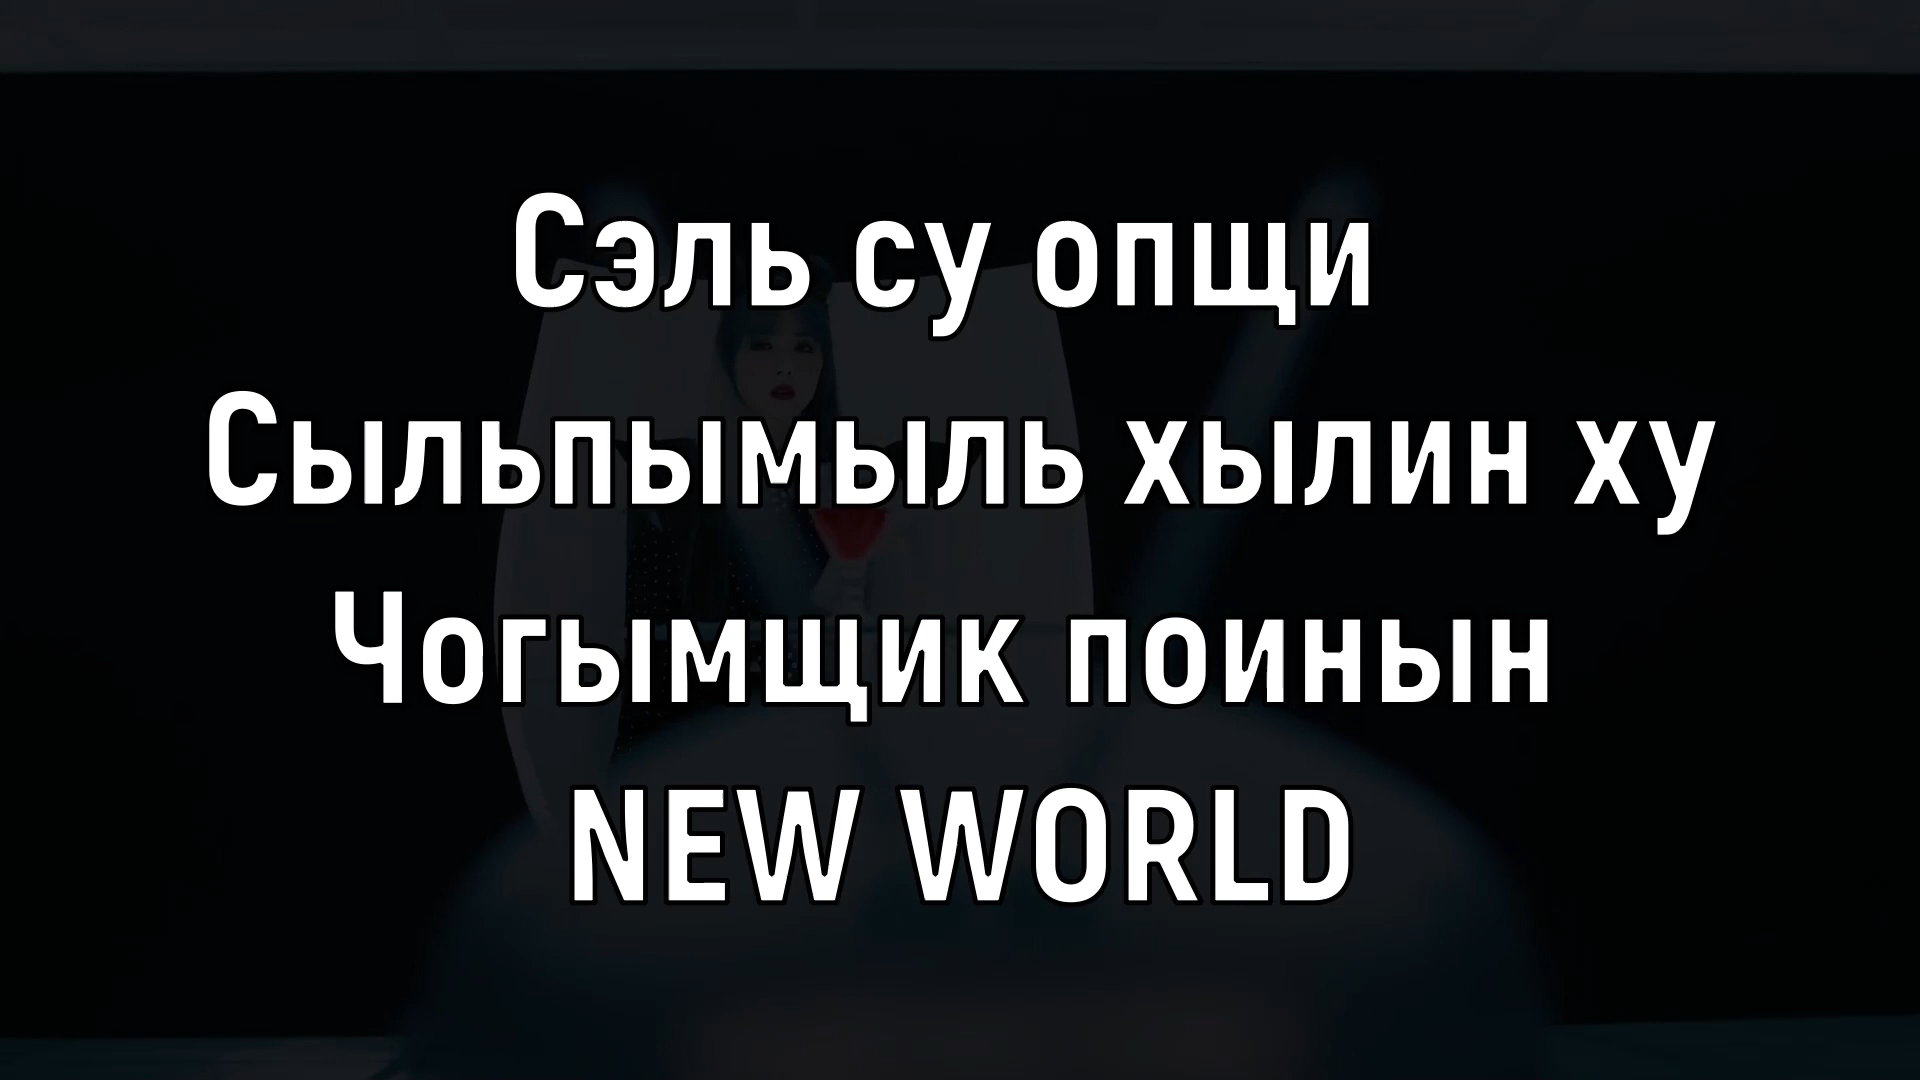 Сэль су опщи
Сыльпымыль хылин ху
Чогымщик поинын
NEW WORLD